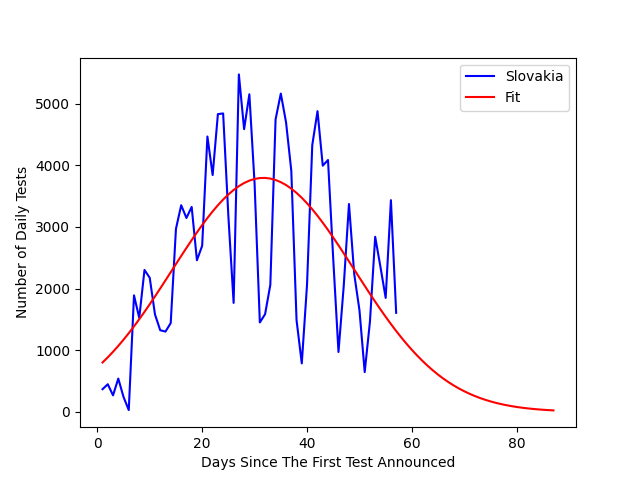 Slovakia
Fit
Number of Daily Tests
5000
4000
3000
2000
1000
0
0 20 40 60 80
Days Since The First Test Announced